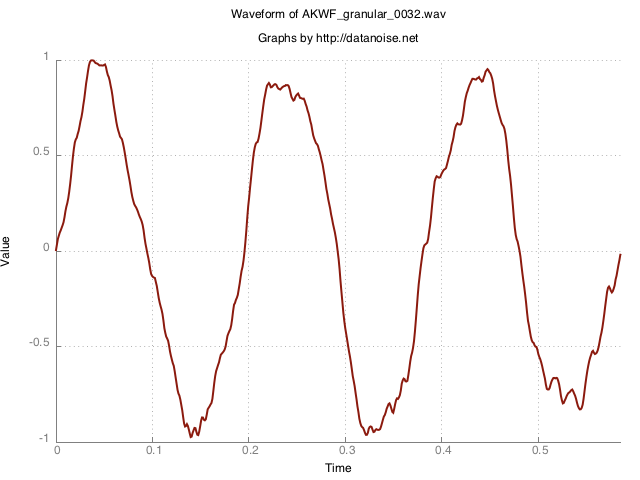 Waveform of AKWF_granular_0032.wav
Graphs by http://datanoise.net
1
0.5
0
-0.5
-1
Value
0 0.1 0.2 0.3 0.4 0.5
Time